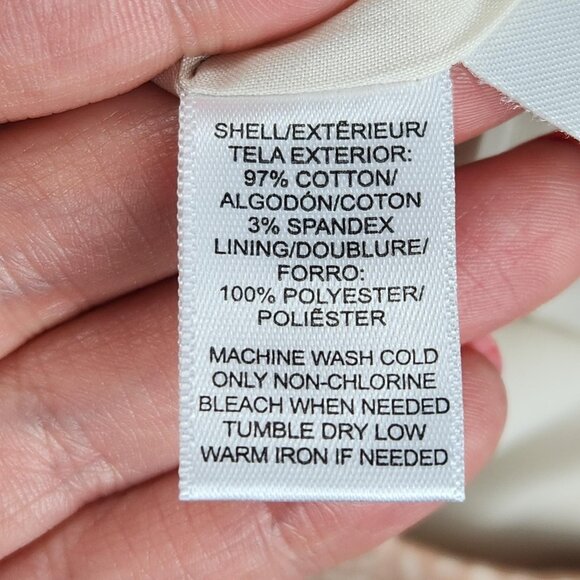 SHELL/EXTÉRIEUR/
TELA EXTERIOR:
97% COTTON/
ALGODÓN/COTON
3% SPANDEX
LINING/DOUBLURE/
FORRO:
100% POLYESTER/
POLIÉSTER
MACHINE WASH COLD
ONLY NON-CHLORINE
BLEACH WHEN NEEDED
TUMBLE DRY LOW
WARM IRON IF NEEDED